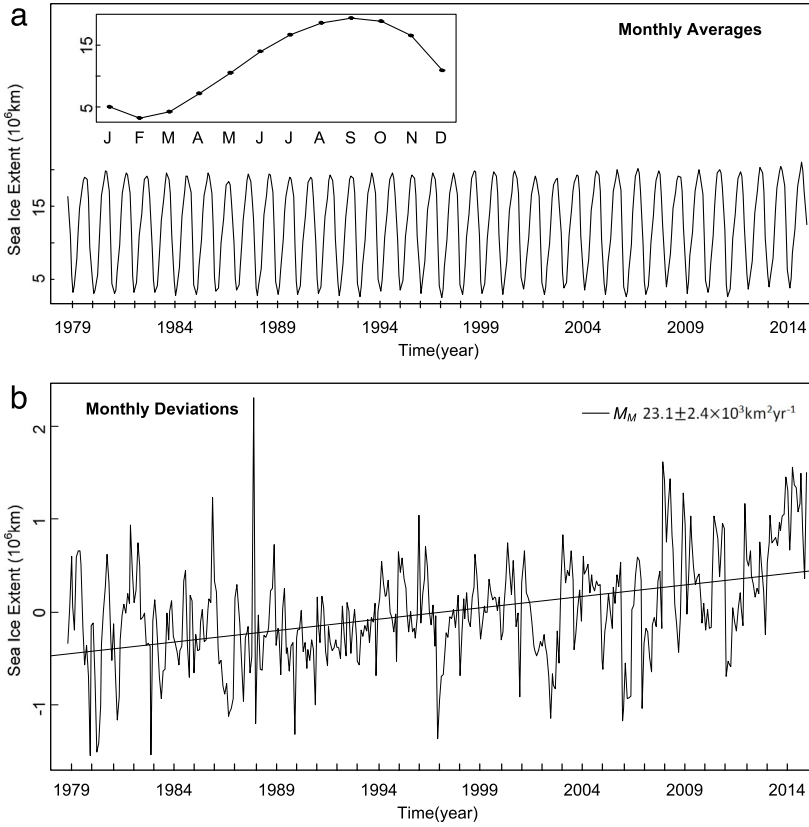 a
Monthly Averages
Sea Ice Extent (10⁶km)
15
5
J F M A M J J A S O N D
15
5
1979 1984 1989 1994 1999 2004 2009 2014
Time(year)
b
Monthly Deviations
M_M 23.1±2.4×10³km²yr⁻¹
Sea Ice Extent (10⁶km)
2
1
0
-1
1979 1984 1989 1994 1999 2004 2009 2014
Time(year)